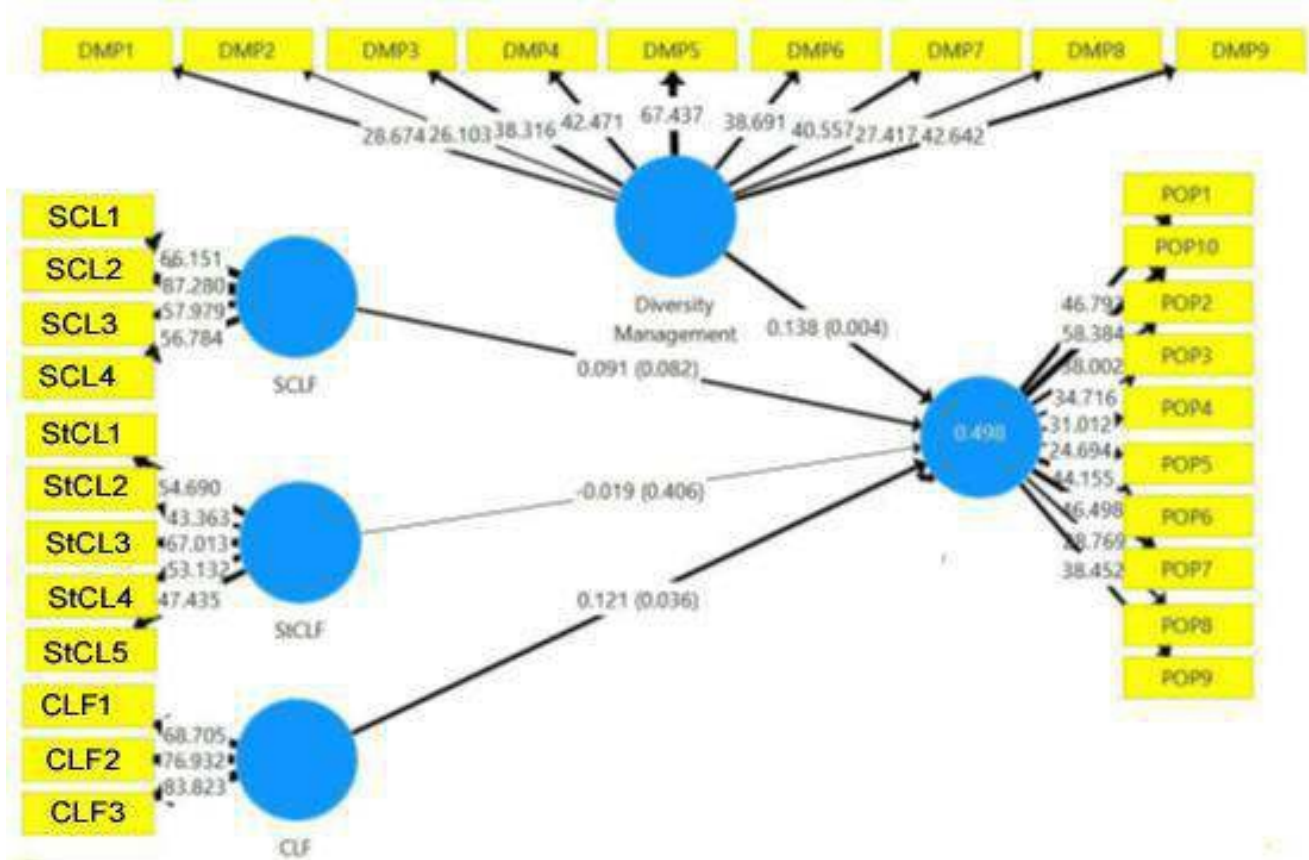 DMP1 DMP2 DMP3 DMP4 DMP5 DMP6 DMP7 DMP8 DMP9
28.674 26.103 38.316 42.471 67.437 38.691 40.557 27.417 42.642
Diversity
Management
SCL1
SCL2
SCL3
SCL4
66.151
87.280
57.979
56.784
SCLF
StCL1
StCL2
StCL3
StCL4
StCL5
54.690
43.363
67.013
53.132
47.435
StCLF
CLF1
CLF2
CLF3
68.705
76.932
83.823
CLF
0.138 (0.004)
0.091 (0.082)
-0.019 (0.406)
0.121 (0.036)
0.498
58.384
34.716
31.012
24.694
44.155
46.498
38.452
POP1
POP10
POP2
POP3
POP4
POP5
POP6
POP7
POP8
POP9